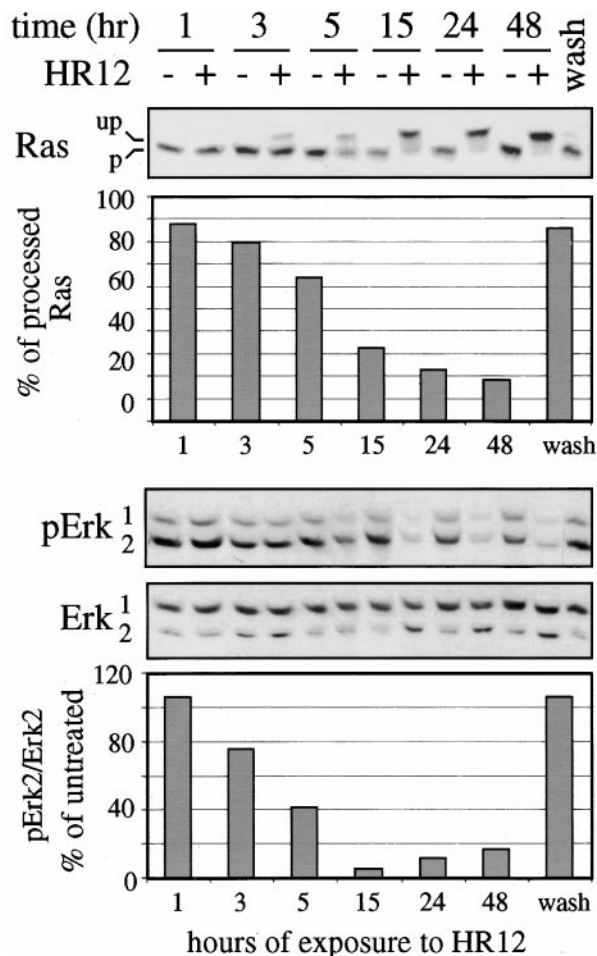 time (hr) 1 3 5 15 24 48 wash
HR12 - + - + - + - + - + - +
Ras up
p
% of processed Ras
100
80
60
40
20
0
1 3 5 15 24 48 wash
pErk 1
2
Erk 1
2
pErk2/Erk2
% of untreated
120
80
40
0
1 3 5 15 24 48 wash
hours of exposure to HR12